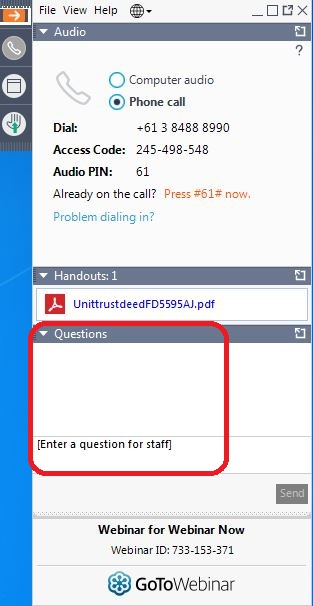 File View Help
Audio
?
Computer audio
Phone call
Dial: +61 3 8488 8990
Access Code: 245-498-548
Audio PIN: 61
Already on the call? Press #61# now.
Problem dialing in?
Handouts: 1
UnittrustdeedFD5595AJ.pdf
Questions
[Enter a question for staff]
Send
Webinar for Webinar Now
Webinar ID: 733-153-371
GoToWebinar